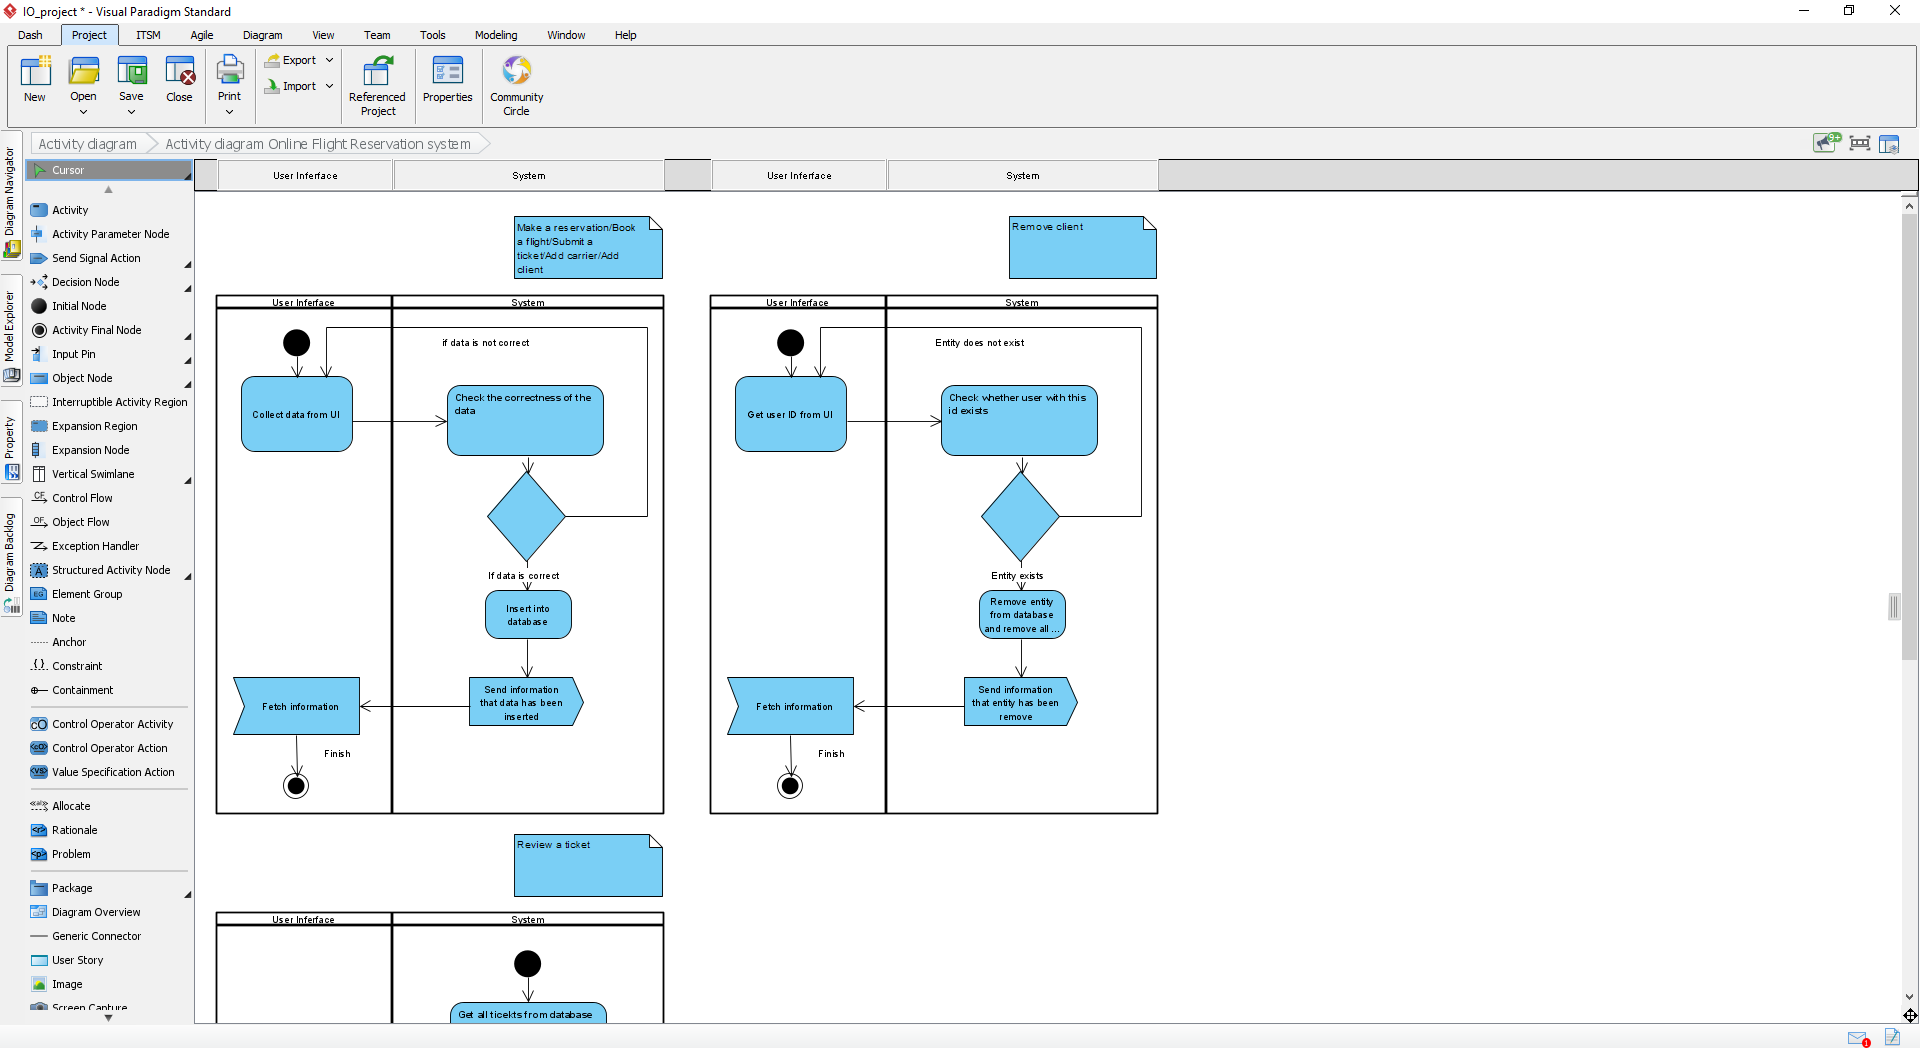 IO_project * - Visual Paradigm Standard
Dash
Project
ITSM
Agile
Diagram
View
Team
Tools
Modeling
Window
Help
New
Open
Save
Close
Print
Export
Import
Referenced
Project
Properties
Community
Circle
Activity diagram
Activity diagram Online Flight Reservation system
9+
Diagram Navigator
Model Explorer
Property
Diagram Backlog
Cursor
Activity
Activity Parameter Node
Send Signal Action
Decision Node
Initial Node
Activity Final Node
Input Pin
Object Node
Interruptible Activity Region
Expansion Region
Expansion Node
Vertical Swimlane
CF
Control Flow
OF
Object Flow
Exception Handler
Structured Activity Node
EG
Element Group
Note
Anchor
Constraint
Containment
Control Operator Activity
Control Operator Action
Value Specification Action
Allocate
Rationale
Problem
Package
Diagram Overview
Generic Connector
User Story
Image
Screen Capture
User Inferface
System
User Inferface
System
Make a reservation/Book
a flight/Submit a
ticket/Add carrier/Add
client
User Inferface
System
if data is not correct
Collect data from UI
Check the correctness of the
data
If data is correct
Insert into
database
Send information
that data has been
inserted
Fetch information
Finish
Remove client
User Inferface
System
Entity does not exist
Get user ID from UI
Check whether user with this
id exists
Entity exists
Remove entity
from database
and remove all ...
Send information
that entity has been
remove
Fetch information
Finish
Review a ticket
User Inferface
System
Get all ticekts from database
1